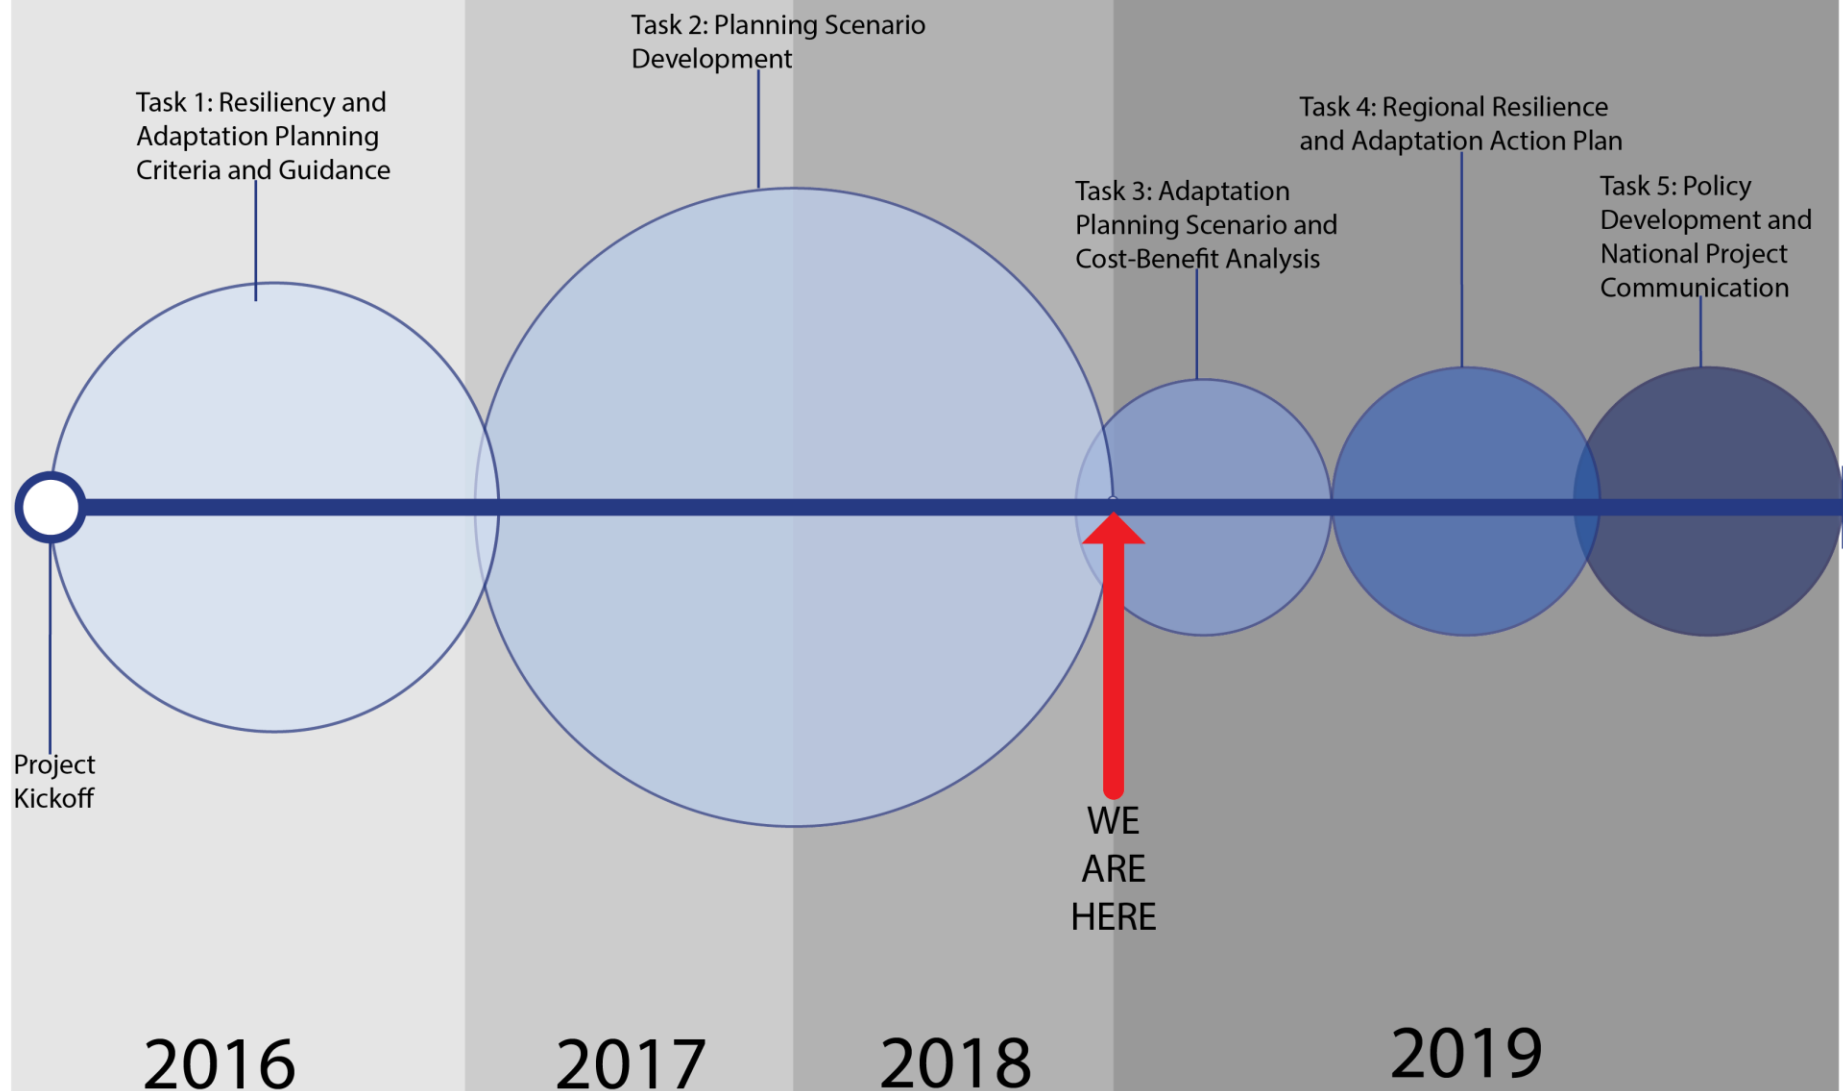 Task 1: Resiliency and
Adaptation Planning
Criteria and Guidance
Task 2: Planning Scenario
Development
Task 3: Adaptation
Planning Scenario and
Cost-Benefit Analysis
Task 4: Regional Resilience
and Adaptation Action Plan
Task 5: Policy
Development and
National Project
Communication
Project
Kickoff
WE
ARE
HERE
2016
2017
2018
2019